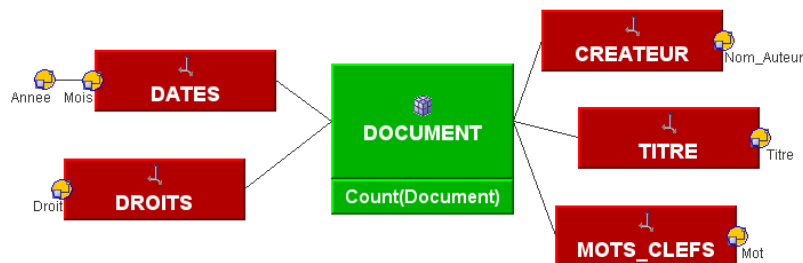 Annee
Mois
DATES
Droit
DROITS
DOCUMENT
Count(Document)
CREATEUR
Nom_Auteur
TITRE
Titre
MOTS_CLEFS
Mot